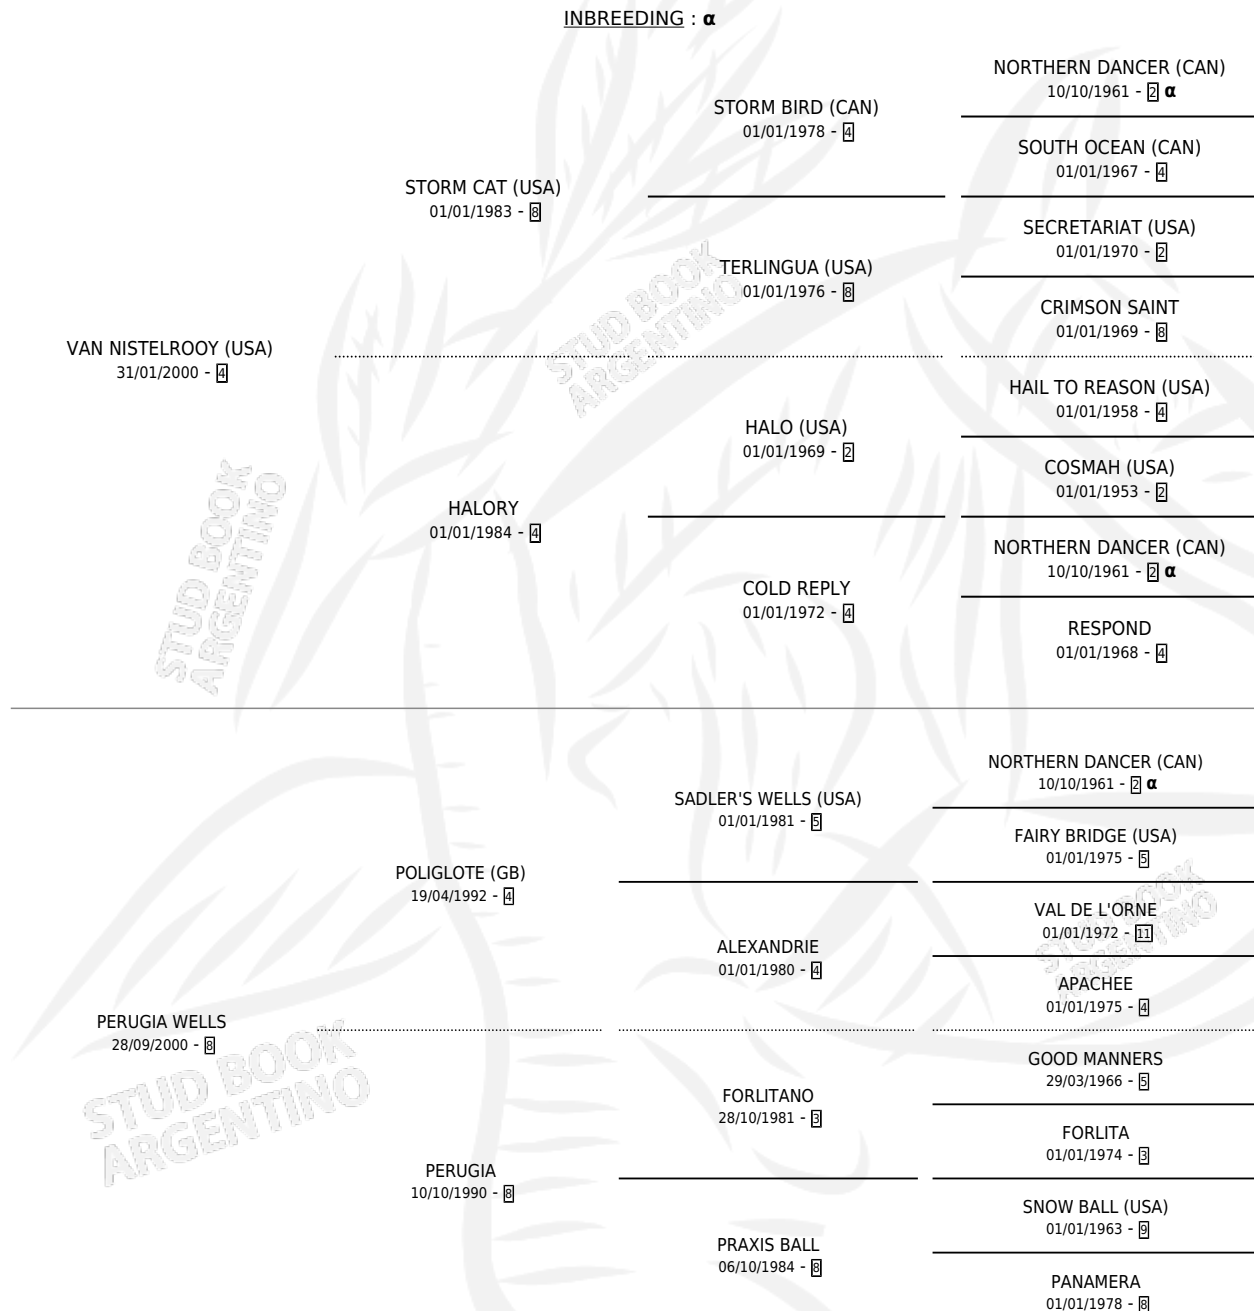 INBREEDING : α
NORTHERN DANCER (CAN)
10/10/1961 - 2 α
STORM BIRD (CAN)
01/01/1978 - 4
SOUTH OCEAN (CAN)
01/01/1967 - 4
STORM CAT (USA)
01/01/1983 - 8
SECRETARIAT (USA)
01/01/1970 - 2
TERLINGUA (USA)
01/01/1976 - 8
CRIMSON SAINT
01/01/1969 - 8
VAN NISTELROOY (USA)
31/01/2000 - 4
HAIL TO REASON (USA)
01/01/1958 - 4
HALO (USA)
01/01/1969 - 2
COSMAH (USA)
01/01/1953 - 2
HALORY
01/01/1984 - 4
NORTHERN DANCER (CAN)
10/10/1961 - 2 α
COLD REPLY
01/01/1972 - 4
RESPOND
01/01/1968 - 4
NORTHERN DANCER (CAN)
10/10/1961 - 2 α
SADLER'S WELLS (USA)
01/01/1981 - 5
FAIRY BRIDGE (USA)
01/01/1975 - 5
POLIGLOTE (GB)
19/04/1992 - 4
VAL DE L'ORNE
01/01/1972 - 11
ALEXANDRIE
01/01/1980 - 4
APACHEE
01/01/1975 - 4
PERUGIA WELLS
28/09/2000 - 8
GOOD MANNERS
29/03/1966 - 5
FORLITANO
28/10/1981 - 3
FORLITA
01/01/1974 - 3
PERUGIA
10/10/1990 - 8
SNOW BALL (USA)
01/01/1963 - 9
PRAXIS BALL
06/10/1984 - 8
PANAMERA
01/01/1978 - 8
STUD BOOK
ARGENTINO
STUD BOOK
ARGENTINO
STUD BOOK
ARGENTINO
STUD BOOK
ARGENTINO